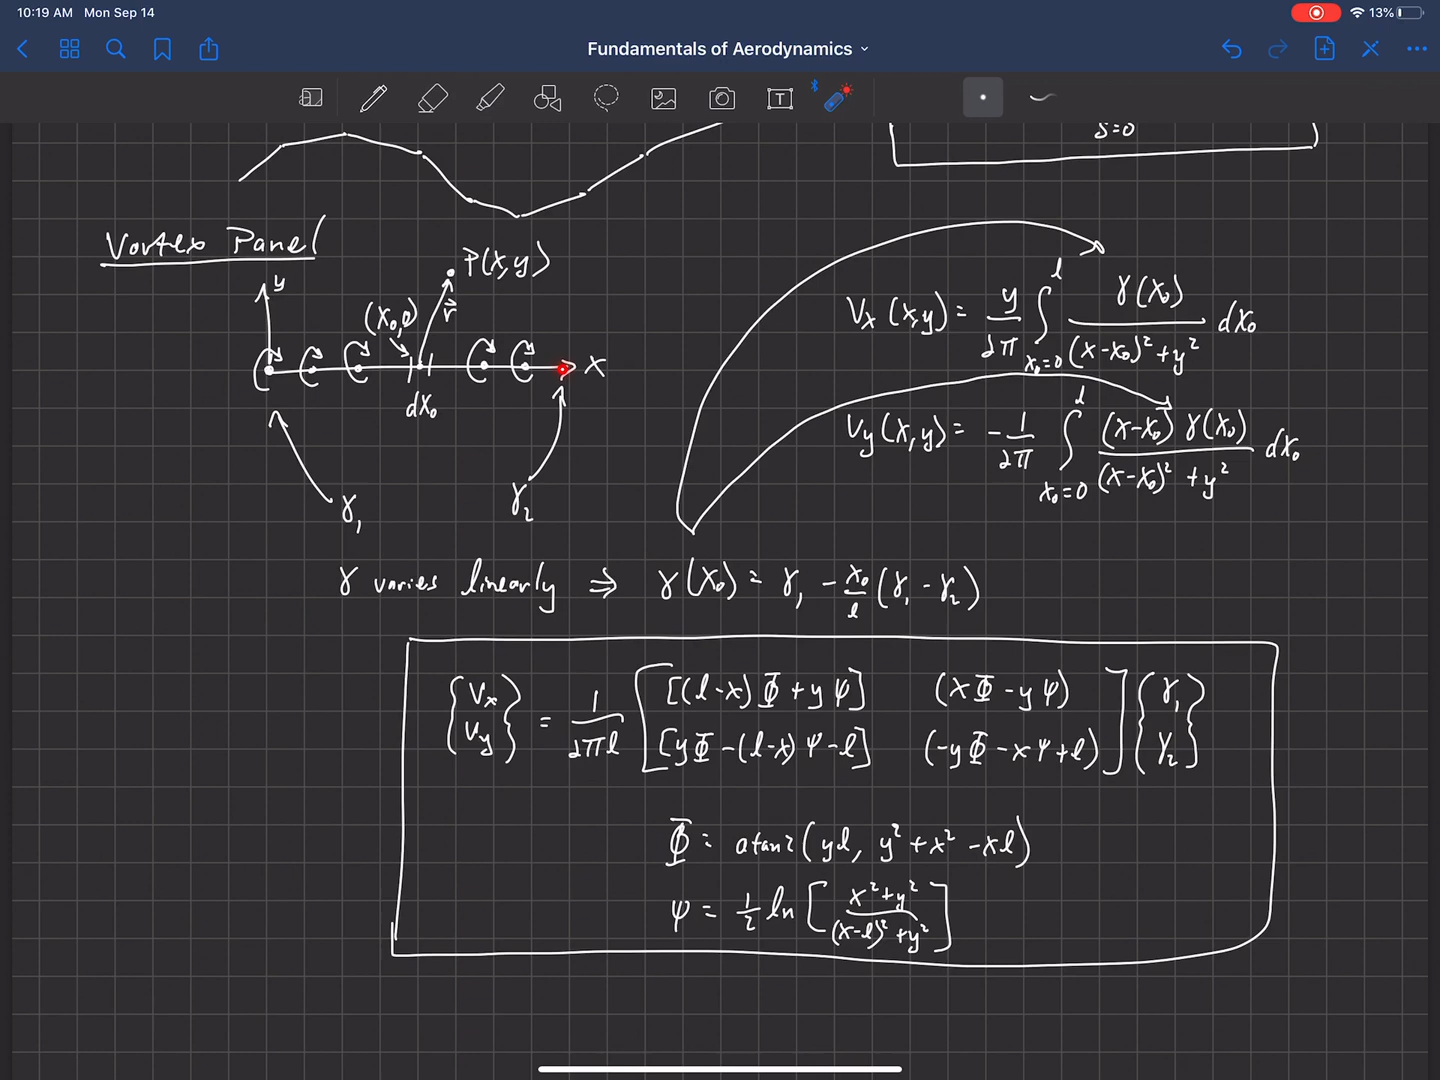 10:19 AM Mon Sep 14
13%
Fundamentals of Aerodynamics
T
S=0
Vortex Panel
y
P(x,y)
(x₀,0)
r⃗
x
dx₀
γ₁
γ₂
Vx (x,y) = y/2π ∫_{x₀=0}^{l} γ(x₀)/((x-x₀)²+y²) dx₀
Vy (x,y) = -1/2π ∫_{x₀=0}^{l} (x-x₀) γ(x₀)/((x-x₀)²+y²) dx₀
γ varies linearly ⇒ γ(x₀) = γ₁ - x₀/l (γ₁ - γ₂)
{Vx Vy} = 1/2πl [[(l-x)Φ+yψ] (xΦ-yψ) [yΦ-(l-x)ψ-l] (-yΦ-xψ+l)] {γ₁ γ₂}
Φ = atan2(yl, y²+x²-xl)
ψ = ½ ln [x²+y²/(x-l)²+y²]